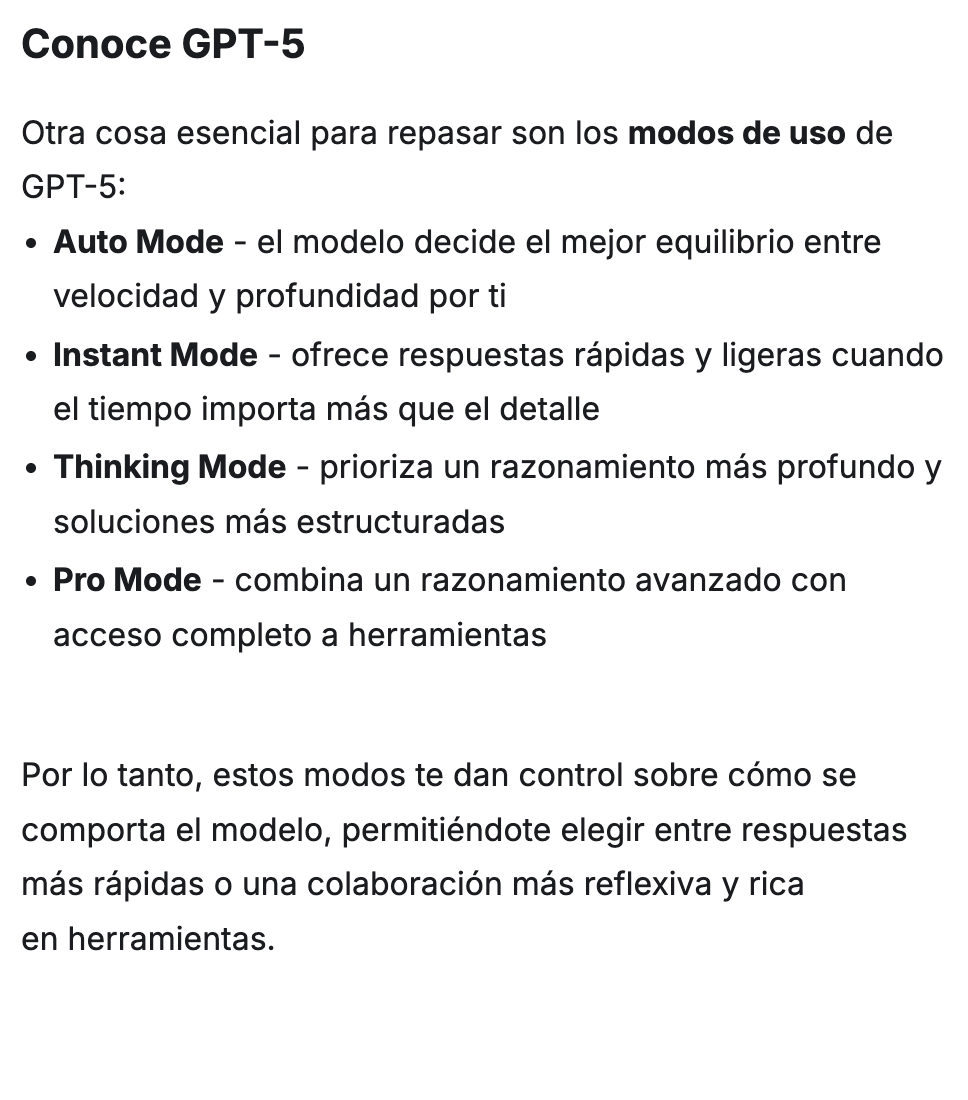 Conoce GPT-5
Otra cosa esencial para repasar son los modos de uso de
GPT-5:
• Auto Mode - el modelo decide el mejor equilibrio entre
velocidad y profundidad por ti
• Instant Mode - ofrece respuestas rápidas y ligeras cuando
el tiempo importa más que el detalle
• Thinking Mode - prioriza un razonamiento más profundo y
soluciones más estructuradas
• Pro Mode - combina un razonamiento avanzado con
acceso completo a herramientas
Por lo tanto, estos modos te dan control sobre cómo se
comporta el modelo, permitiéndote elegir entre respuestas
más rápidas o una colaboración más reflexiva y rica
en herramientas.